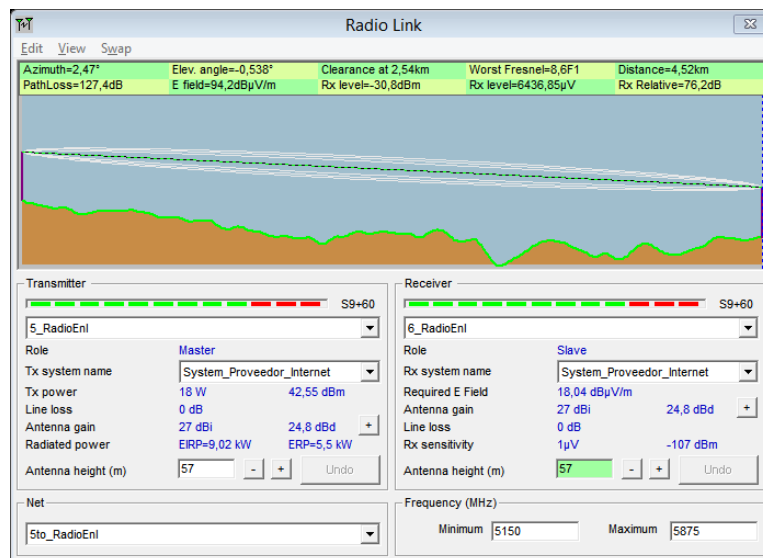 Radio Link
Edit View Swap
Azimuth=2,47° Elev. angle=-0,538° Clearance at 2,54km Worst Fresnel=8,6F1 Distance=4,52km
PathLoss=127,4dB E field=94,2dBµV/m Rx level=-30,8dBm Rx level=6436,85µV Rx Relative=76,2dB
Transmitter
S9+60
5_RadioEnl
Role Master
Tx system name System_Proveedor_Internet
Tx power 18 W 42,55 dBm
Line loss 0 dB
Antenna gain 27 dBi 24,8 dBd +
Radiated power EIRP=9,02 kW ERP=5,5 kW
Antenna height (m) 57 - + Undo
Receiver
S9+60
6_RadioEnl
Role Slave
Rx system name System_Proveedor_Internet
Required E Field 18,04 dBµV/m
Antenna gain 27 dBi 24,8 dBd +
Line loss 0 dB
Rx sensitivity 1µV -107 dBm
Antenna height (m) 57 - + Undo
Net
5to_RadioEnl
Frequency (MHz)
Minimum 5150 Maximum 5875